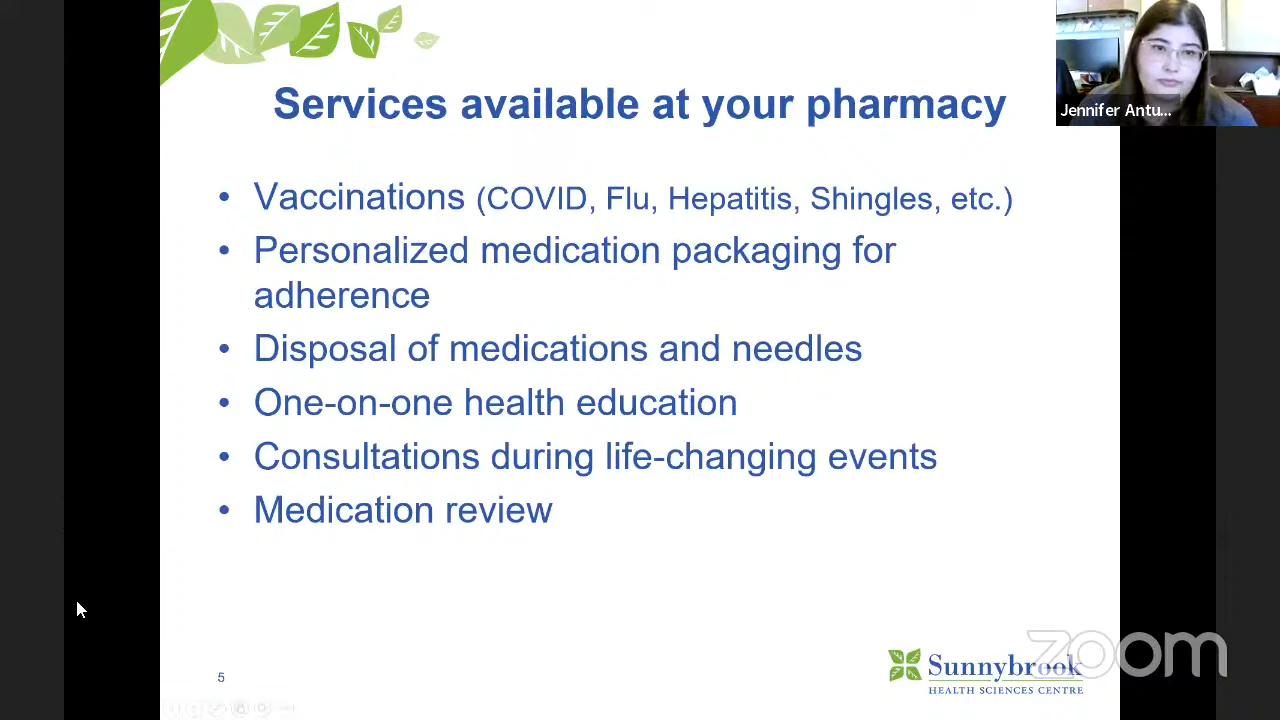 Services available at your pharmacy
Jennifer Antu...
• Vaccinations (COVID, Flu, Hepatitis, Shingles, etc.)
• Personalized medication packaging for
adherence
• Disposal of medications and needles
• One-on-one health education
• Consultations during life-changing events
• Medication review
5
Sunnybrook
HEALTH SCIENCES CENTRE
zoom